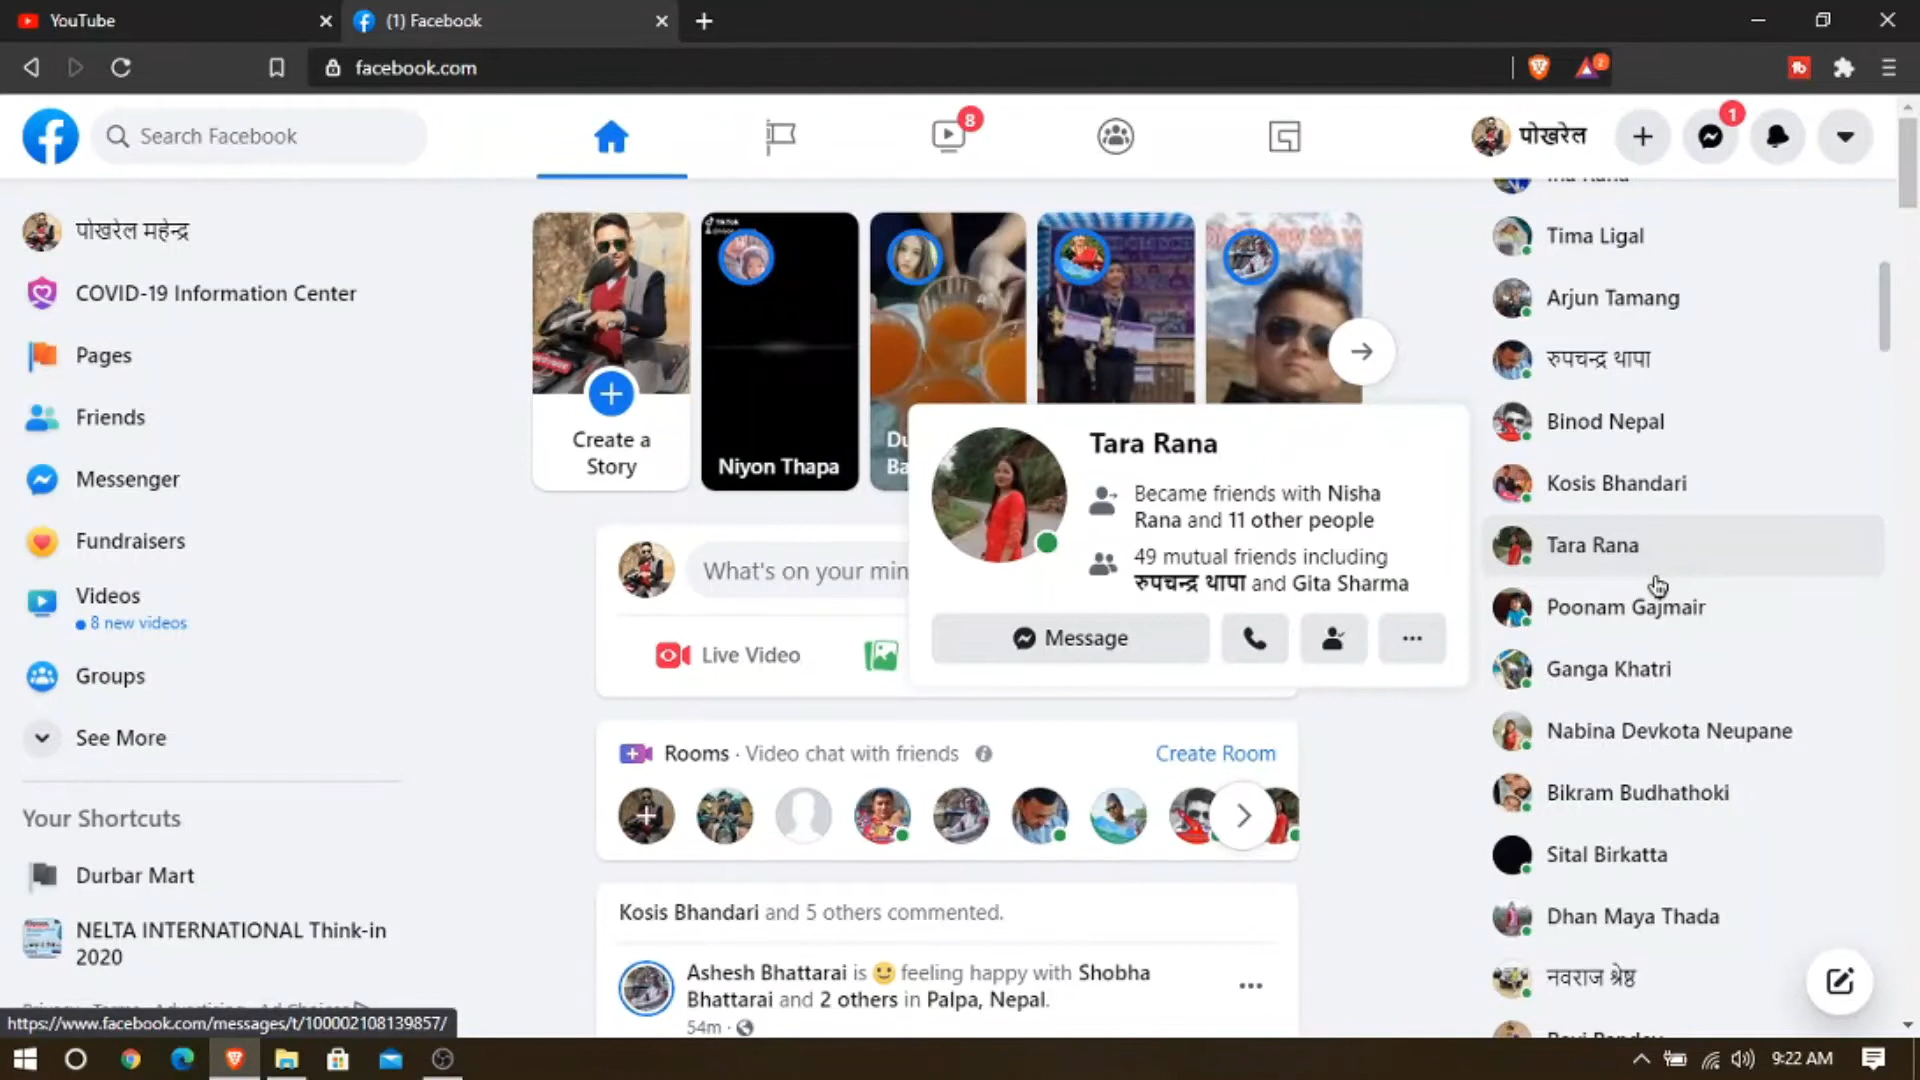 YouTube
(1) Facebook
facebook.com
2
Search Facebook
8
पोखरेल
1
पोखरेल महेन्द्र
COVID-19 Information Center
Pages
Friends
Messenger
Fundraisers
Videos
8 new videos
Groups
See More
Your Shortcuts
Durbar Mart
NELTA INTERNATIONAL Think-in
2020
https://www.facebook.com/messages/t/100002108139857/
Create a
Story
TikTok
Niyon Thapa
Du
Ba
What's on your min
Live Video
Tara Rana
Became friends with Nisha
Rana and 11 other people
49 mutual friends including
रुपचन्द्र थापा and Gita Sharma
Message
Rooms · Video chat with friends
Create Room
Kosis Bhandari and 5 others commented.
Ashesh Bhattarai is feeling happy with Shobha
Bhattarai and 2 others in Palpa, Nepal.
54m ·
Tima Ligal
Arjun Tamang
रुपचन्द्र थापा
Binod Nepal
Kosis Bhandari
Tara Rana
Poonam Gajmair
Ganga Khatri
Nabina Devkota Neupane
Bikram Budhathoki
Sital Birkatta
Dhan Maya Thada
नवराज श्रेष्ठ
9:22 AM